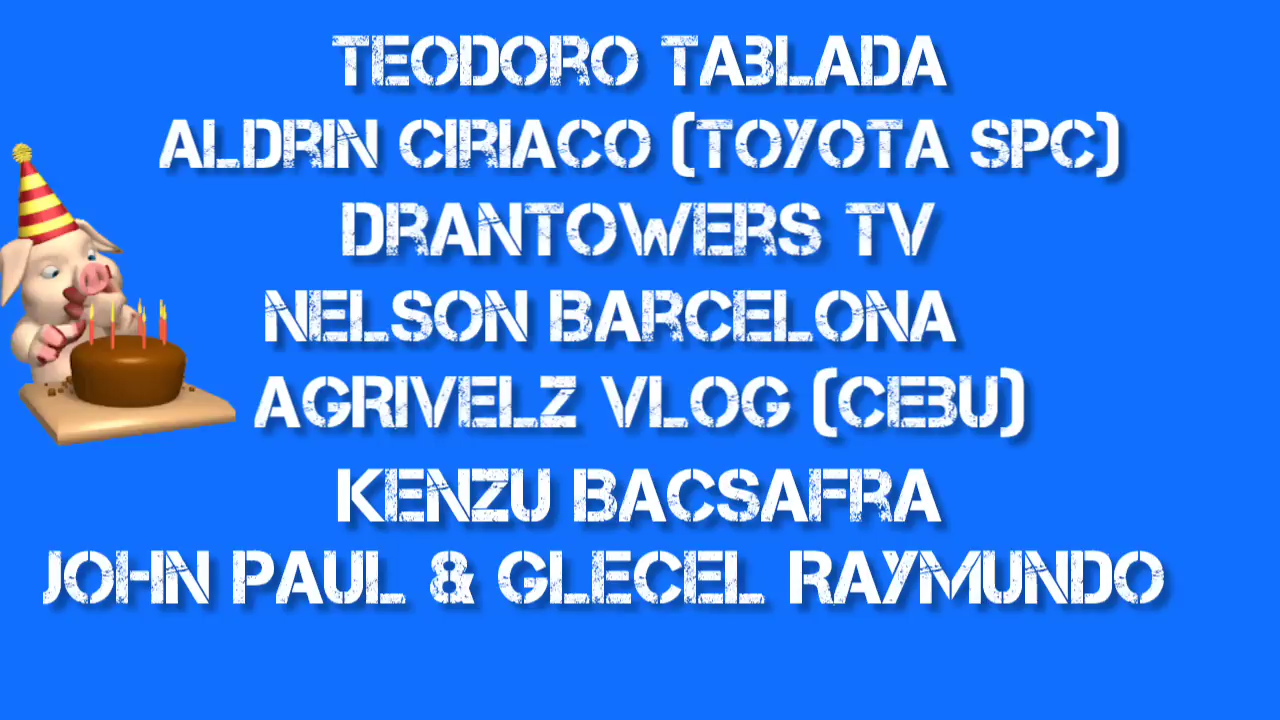 TEODORO TABLADA
ALDRIN CIRIACO (TOYOTA SPC)
DRANTOWERS TV
NELSON BARCELONA
AGRIVELZ VLOG (CEBU)
KENZU BACSAFRA
JOHN PAUL & GLECEL RAYMUNDO